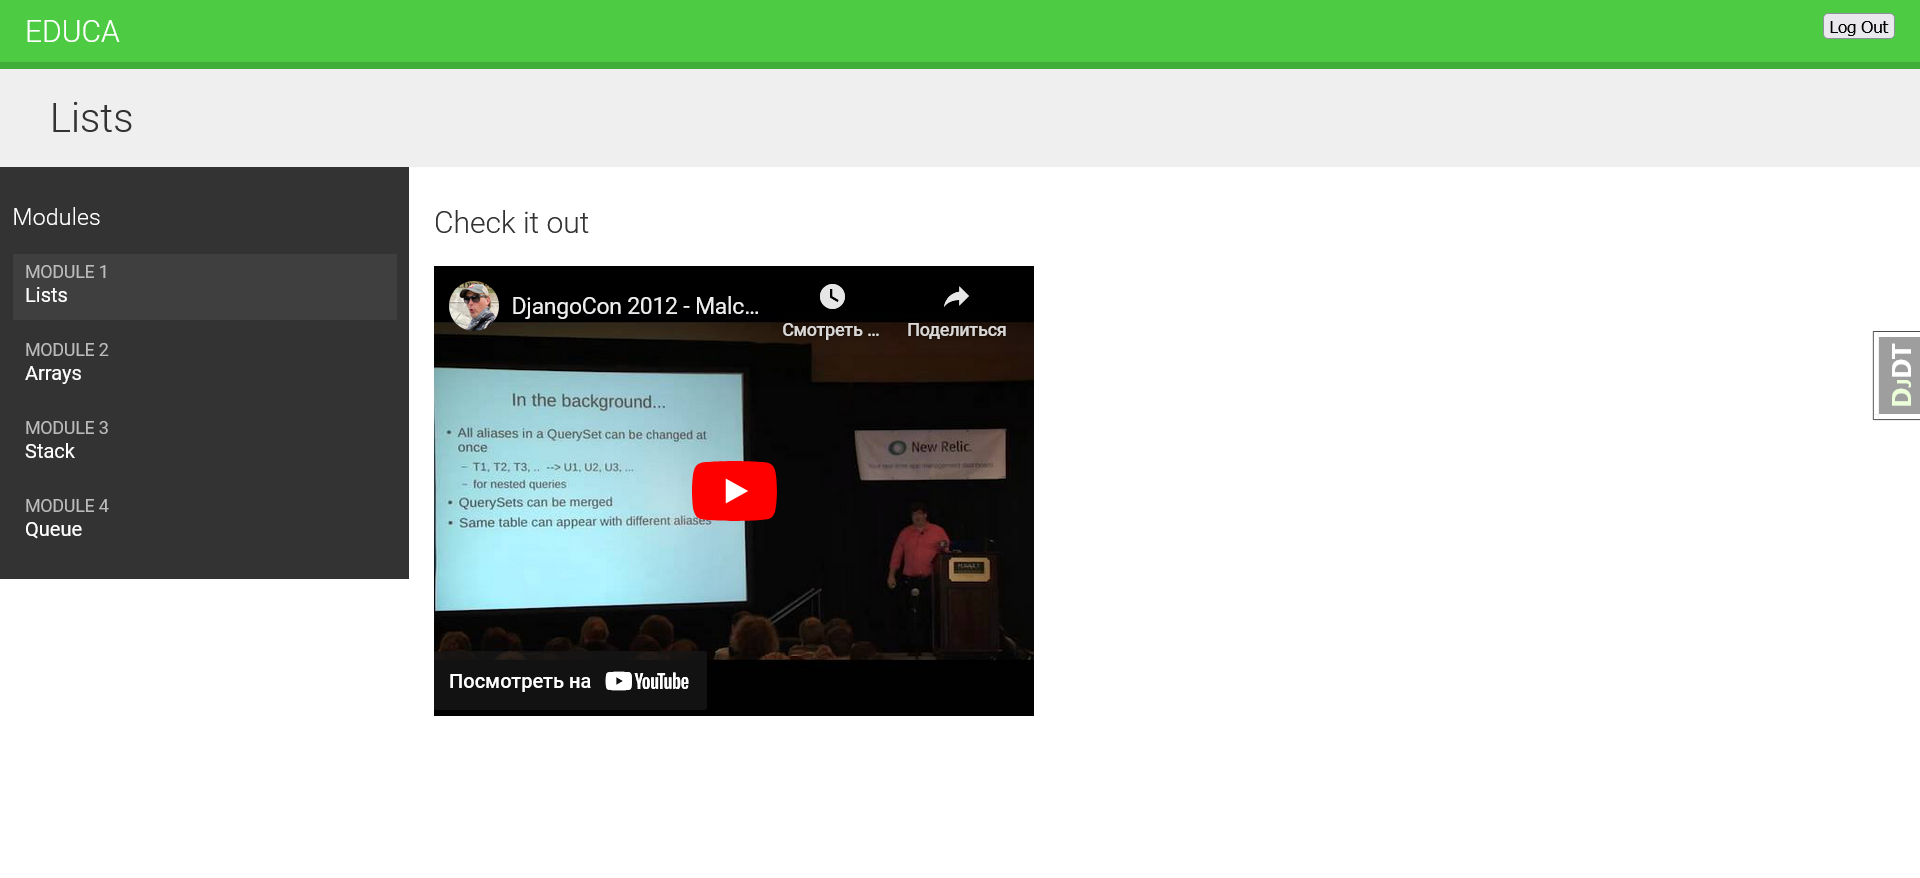 EDUCA
Log Out
Lists
Modules
MODULE 1
Lists
MODULE 2
Arrays
MODULE 3
Stack
MODULE 4
Queue
Check it out
DjangoCon 2012 - Malc...
Смотреть ...
Поделиться
In the background...
• All aliases in a QuerySet can be changed at
once
– T1, T2, T3, .. --> U1, U2, U3, ...
– for nested queries
• QuerySets can be merged
• Same table can appear with different aliases
New Relic.
Посмотреть на YouTube
DJDT